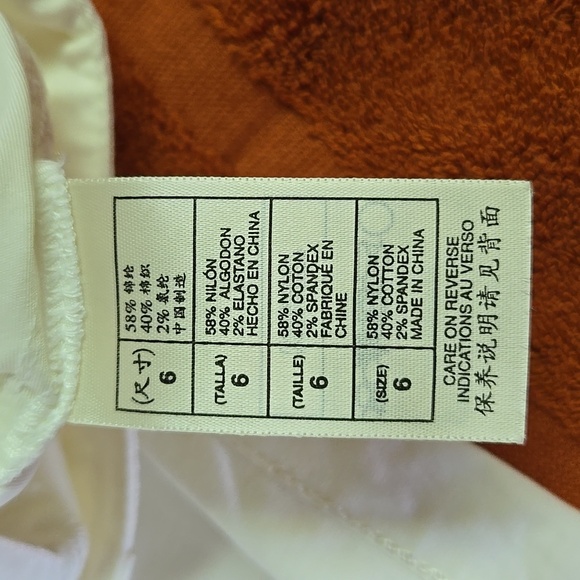 (尺寸)
6
58% 锦纶
40% 棉织
2% 氨纶
中国制造
(TALLA)
6
58% NILÓN
40% ALGODON
2% ELASTANO
HECHO EN CHINA
(TAILLE)
6
58% NYLON
40% COTON
2% SPANDEX
FABRIQUÉ EN
CHINE
(SIZE)
6
58% NYLON
40% COTTON
2% SPANDEX
MADE IN CHINA
CARE ON REVERSE
INDICATIONS AU VERSO
保养说明请见背面